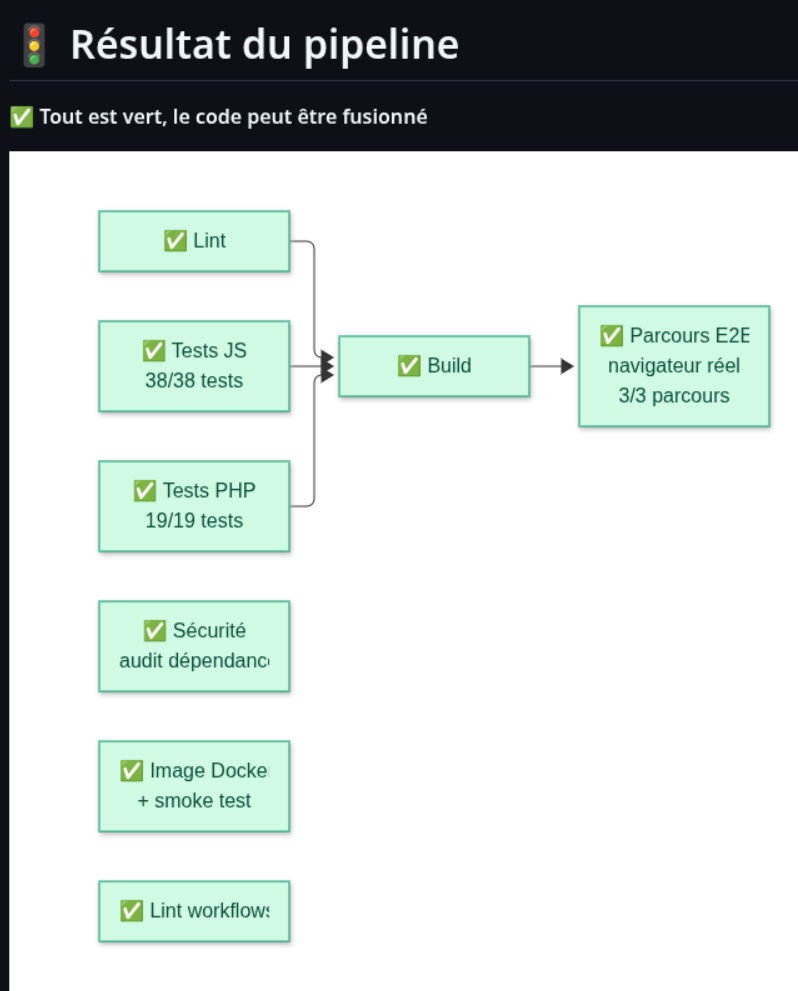 Résultat du pipeline
✅ Tout est vert, le code peut être fusionné
✅ Lint
✅ Tests JS
38/38 tests
✅ Tests PHP
19/19 tests
✅ Sécurité
audit dépendanc
✅ Image Docke
+ smoke test
✅ Lint workflows
✅ Build
✅ Parcours E2E
navigateur réel
3/3 parcours